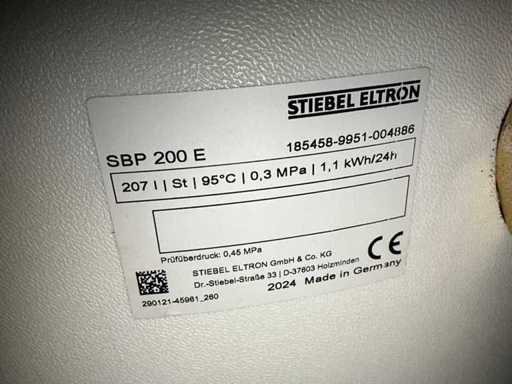 STIEBEL ELTRON
SBP 200 E
185458-9951-004886
207 l | St | 95°C | 0,3 MPa | 1,1 kWh/24h
Prüfüberdruck: 0,45 MPa
CE
STIEBEL ELTRON GmbH & Co. KG
Dr.-Stiebel-Straße 33 | D-37603 Holzminden
290121-45961_260
2024 Made in Germany